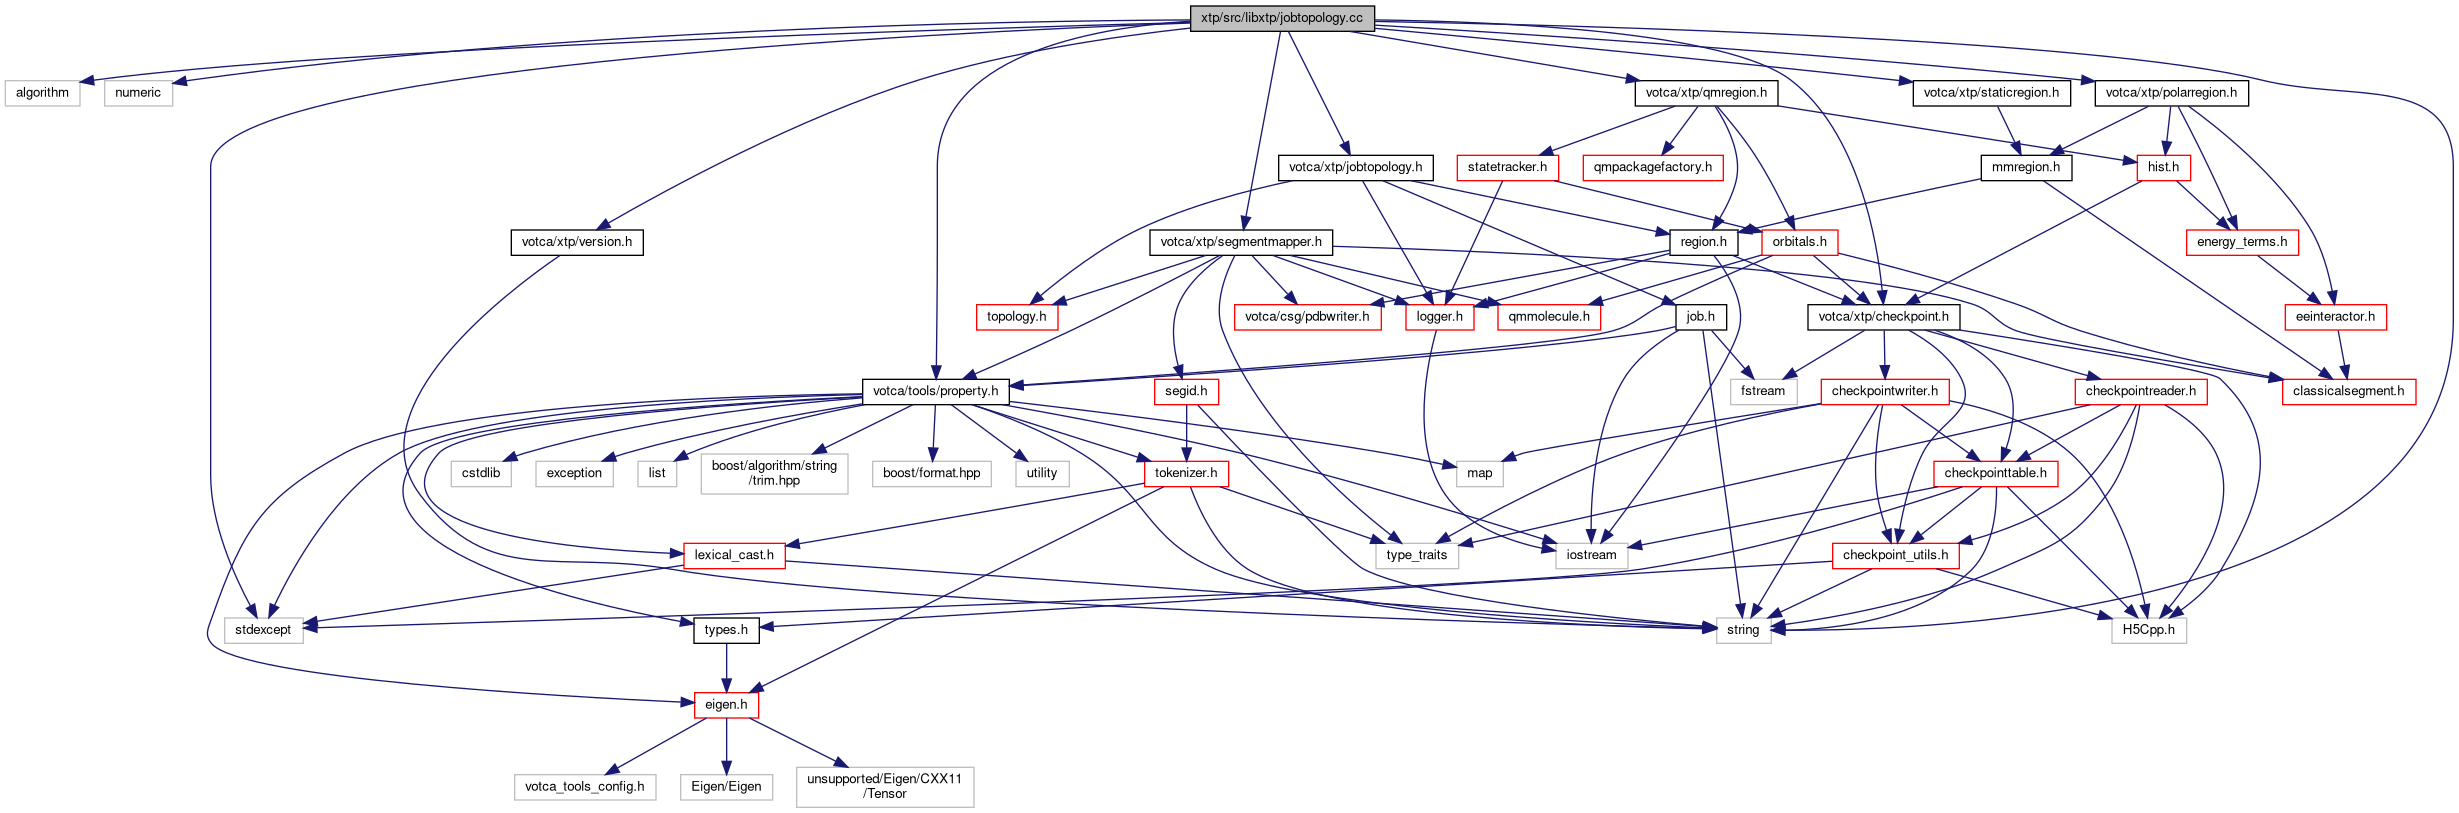 xtp/src/libxtp/jobtopology.cc
algorithm
numeric
votca/xtp/qmregion.h
votca/xtp/staticregion.h
votca/xtp/polarregion.h
votca/xtp/jobtopology.h
statetracker.h
qmpackagefactory.h
mmregion.h
hist.h
votca/xtp/version.h
votca/xtp/segmentmapper.h
region.h
orbitals.h
energy_terms.h
topology.h
votca/csg/pdbwriter.h
logger.h
qmmolecule.h
job.h
votca/xtp/checkpoint.h
eeinteractor.h
votca/tools/property.h
segid.h
fstream
checkpointwriter.h
checkpointreader.h
classicalsegment.h
cstdlib
exception
list
boost/algorithm/string
/trim.hpp
boost/format.hpp
utility
tokenizer.h
map
checkpointtable.h
lexical_cast.h
type_traits
iostream
checkpoint_utils.h
stdexcept
types.h
string
H5Cpp.h
eigen.h
votca_tools_config.h
Eigen/Eigen
unsupported/Eigen/CXX11
/Tensor